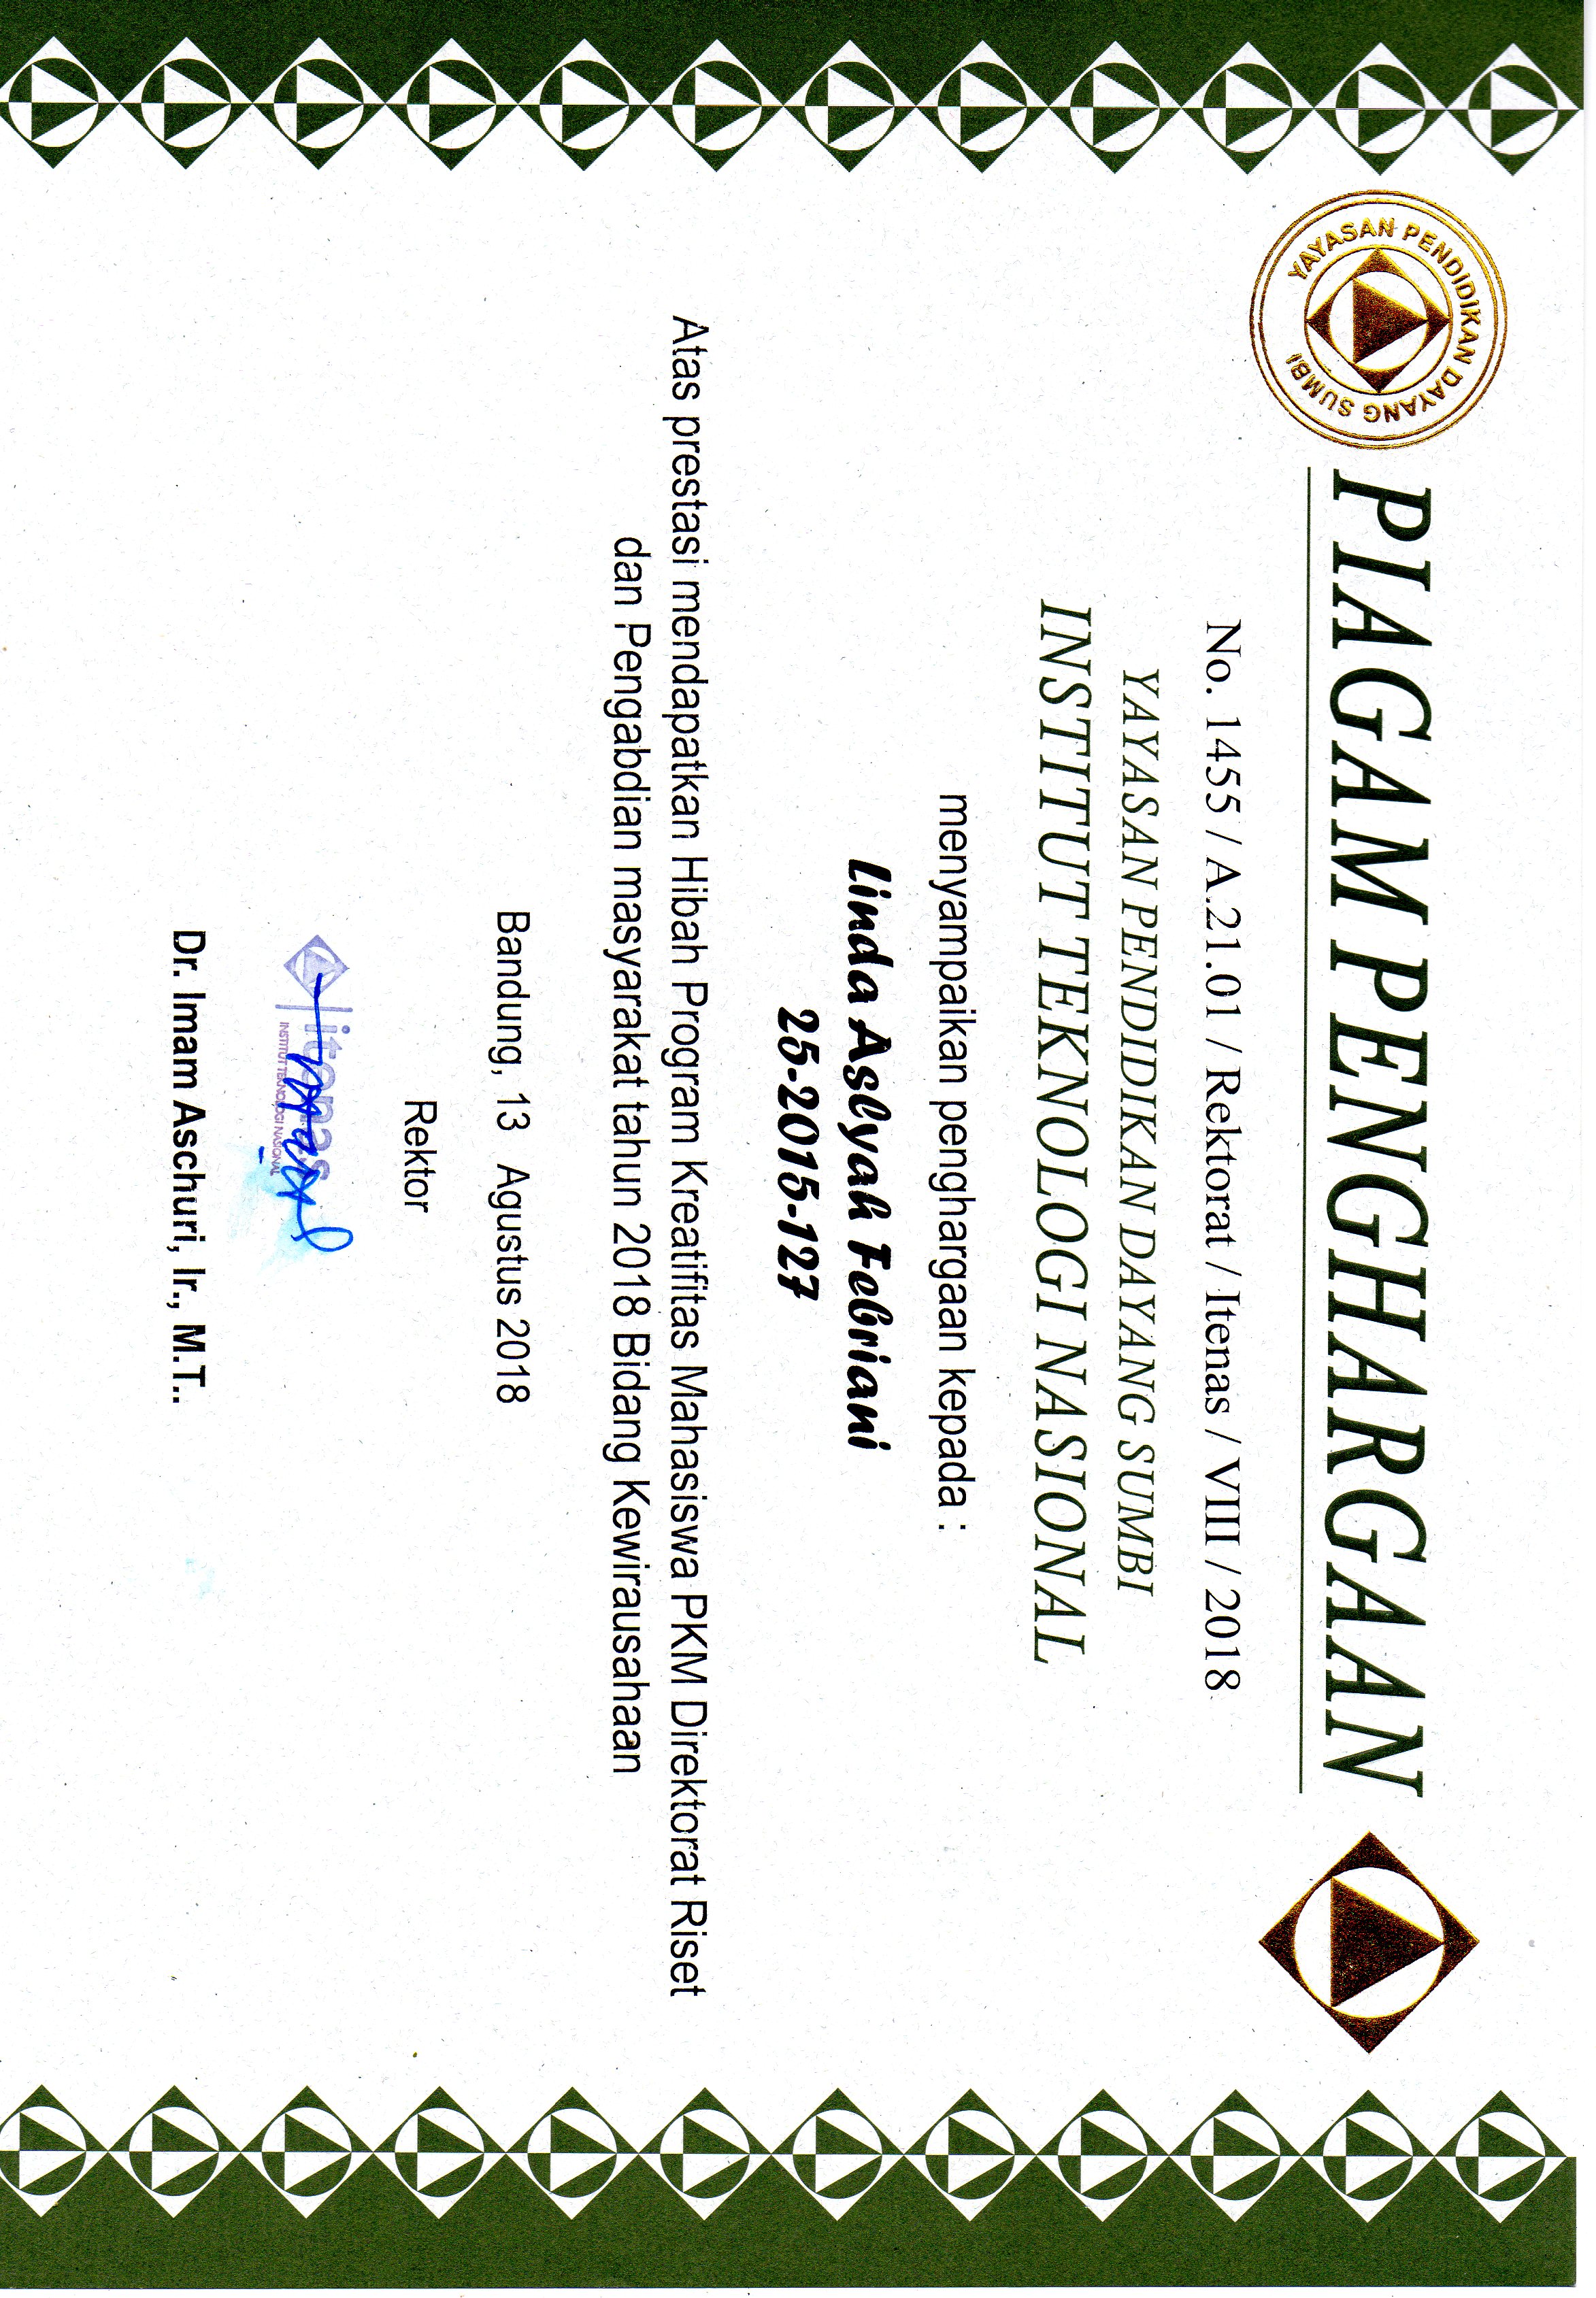 YAYASAN PENDIDIKAN DAYANG SUMBI
PIAGAM PENGHARGAAN
No. 1455 / A.21.01 / Rektorat / Itenas / VIII / 2018
YAYASAN PENDIDIKAN DAYANG SUMBI
INSTITUT TEKNOLOGI NASIONAL
menyampaikan penghargaan kepada :
Linda Aslyah Febriani
25-2015-127
Atas prestasi mendapatkan Hibah Program Kreatifitas Mahasiswa PKM Direktorat Riset
dan Pengabdian masyarakat tahun 2018 Bidang Kewirausahaan
Bandung, 13 Agustus 2018
Rektor
itenas
INSTITUT TEKNOLOGI NASIONAL
Dr. Imam Aschuri, Ir., M.T..